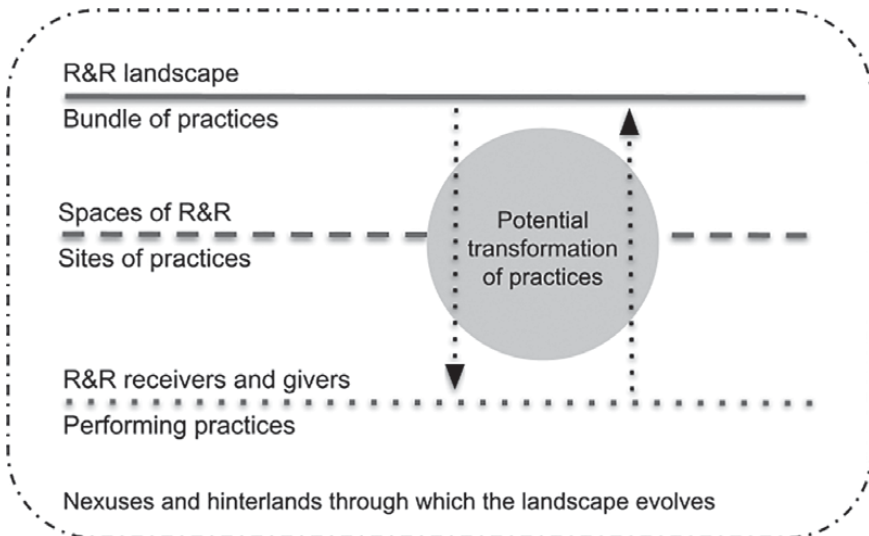 R&R landscape
Bundle of practices
Spaces of R&R
Sites of practices
Potential
transformation
of practices
R&R receivers and givers
Performing practices
Nexuses and hinterlands through which the landscape evolves